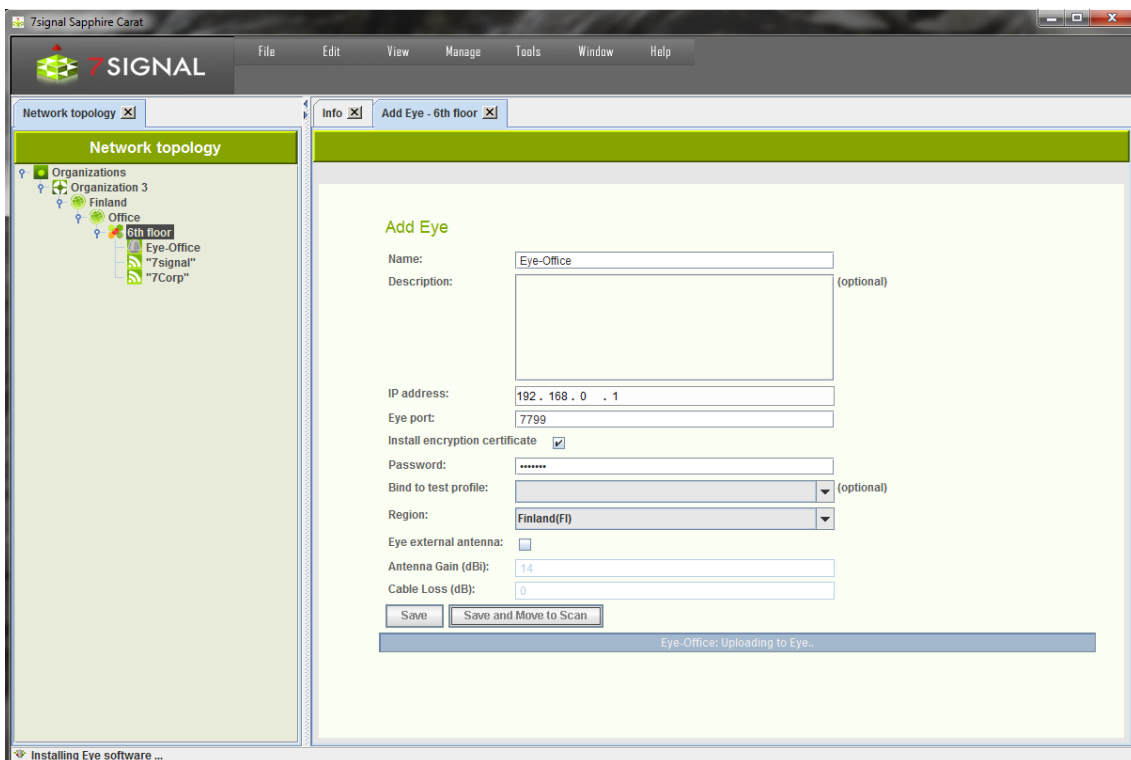 7signal Sapphire Carat
7SIGNAL
File Edit View Manage Tools Window Help
Network topology
Info
Add Eye - 6th floor
Network topology
Organizations
Organization 3
Finland
Office
6th floor
Eye-Office
"7signal"
"7Corp"
Add Eye
Name: Eye-Office
Description: (optional)
IP address: 192 . 168 . 0 . 1
Eye port: 7799
Install encryption certificate
Password: •••••••
Bind to test profile: (optional)
Region: Finland(FI)
Eye external antenna:
Antenna Gain (dBi): 14
Cable Loss (dB): 0
Save Save and Move to Scan
Eye-Office: Uploading to Eye..
Installing Eye software ...